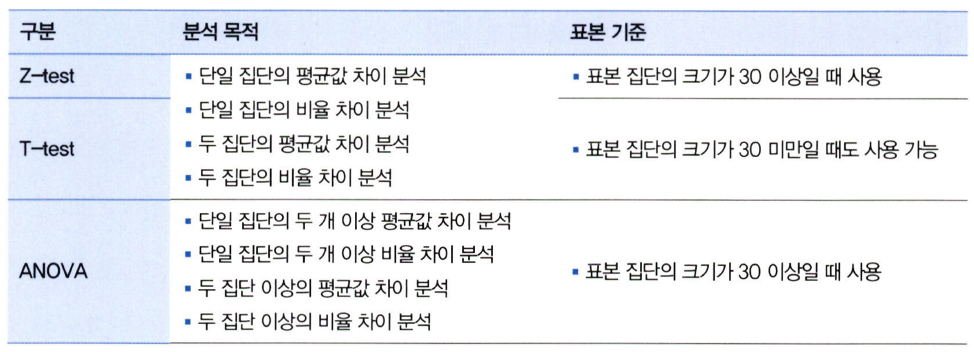 구분 분석 목적 표본 기준
Z-test ▪ 단일 집단의 평균값 차이 분석 ▪ 표본 집단의 크기가 30 이상일 때 사용
▪ 단일 집단의 비율 차이 분석
T-test ▪ 두 집단의 평균값 차이 분석 ▪ 표본 집단의 크기가 30 미만일 때도 사용 가능
▪ 두 집단의 비율 차이 분석
▪ 단일 집단의 두 개 이상 평균값 차이 분석
▪ 단일 집단의 두 개 이상 비율 차이 분석
ANOVA ▪ 표본 집단의 크기가 30 이상일 때 사용
▪ 두 집단 이상의 평균값 차이 분석
▪ 두 집단 이상의 비율 차이 분석